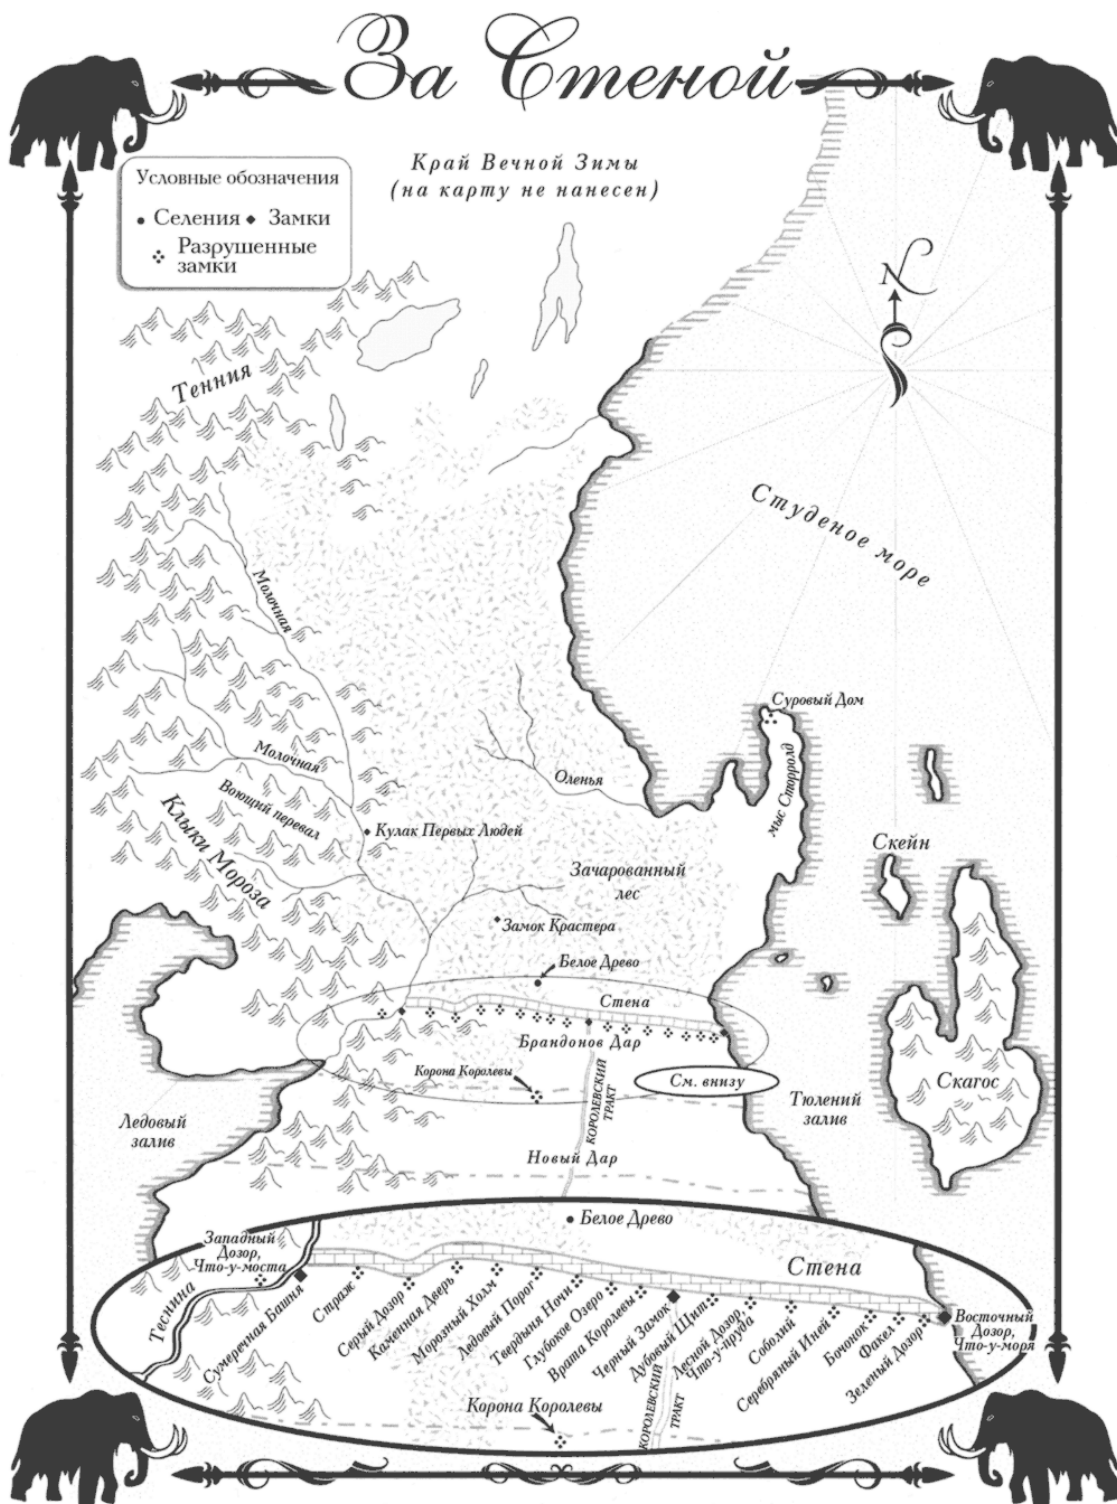 За Стеной
Край Вечной Зимы
(на карту не нанесен)
Условные обозначения
Селения Замки
Разрушенные
замки
N
Тенния
Студеное море
Молочная
Суровый Дом
Молочная
Оленья
мыс Сторролд
Воющий перевал
Клыки Мороза
Кулак Первых Людей
Скейн
Зачарованный
лес
Замок Крастера
Белое Древо
Стена
Брандонов Дар
Корона Королевы
См. внизу
КОРОЛЕВСКИЙ
ТРАКТ
Скагос
Тюлений
залив
Ледовый
залив
Новый Дар
Белое Древо
Западный
Дозор,
Что-у-моста
Стена
Теснина
Сумеречная Башня
Страж
Серый Дозор
Каменная Дверь
Морозный Холм
Ледовый Порог
Твердыня Ночи
Глубокое Озеро
Врата Королевы
Черный Замок
Дубовый Щит
Лесной Дозор,
Что-у-пруда
Соболий
Серебряный Иней
Бочонок
Факел
Зеленый Дозор
Восточный
Дозор,
Что-у-моря
Корона Королевы
КОРОЛЕВСКИЙ
ТРАКТ